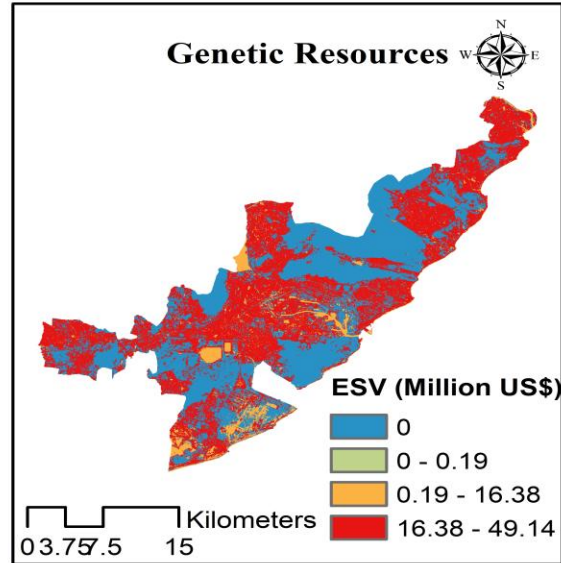 Genetic Resources
N
W E
S
ESV (Million US$)
0
0 - 0.19
0.19 - 16.38
16.38 - 49.14
Kilometers
0 3.75 7.5 15